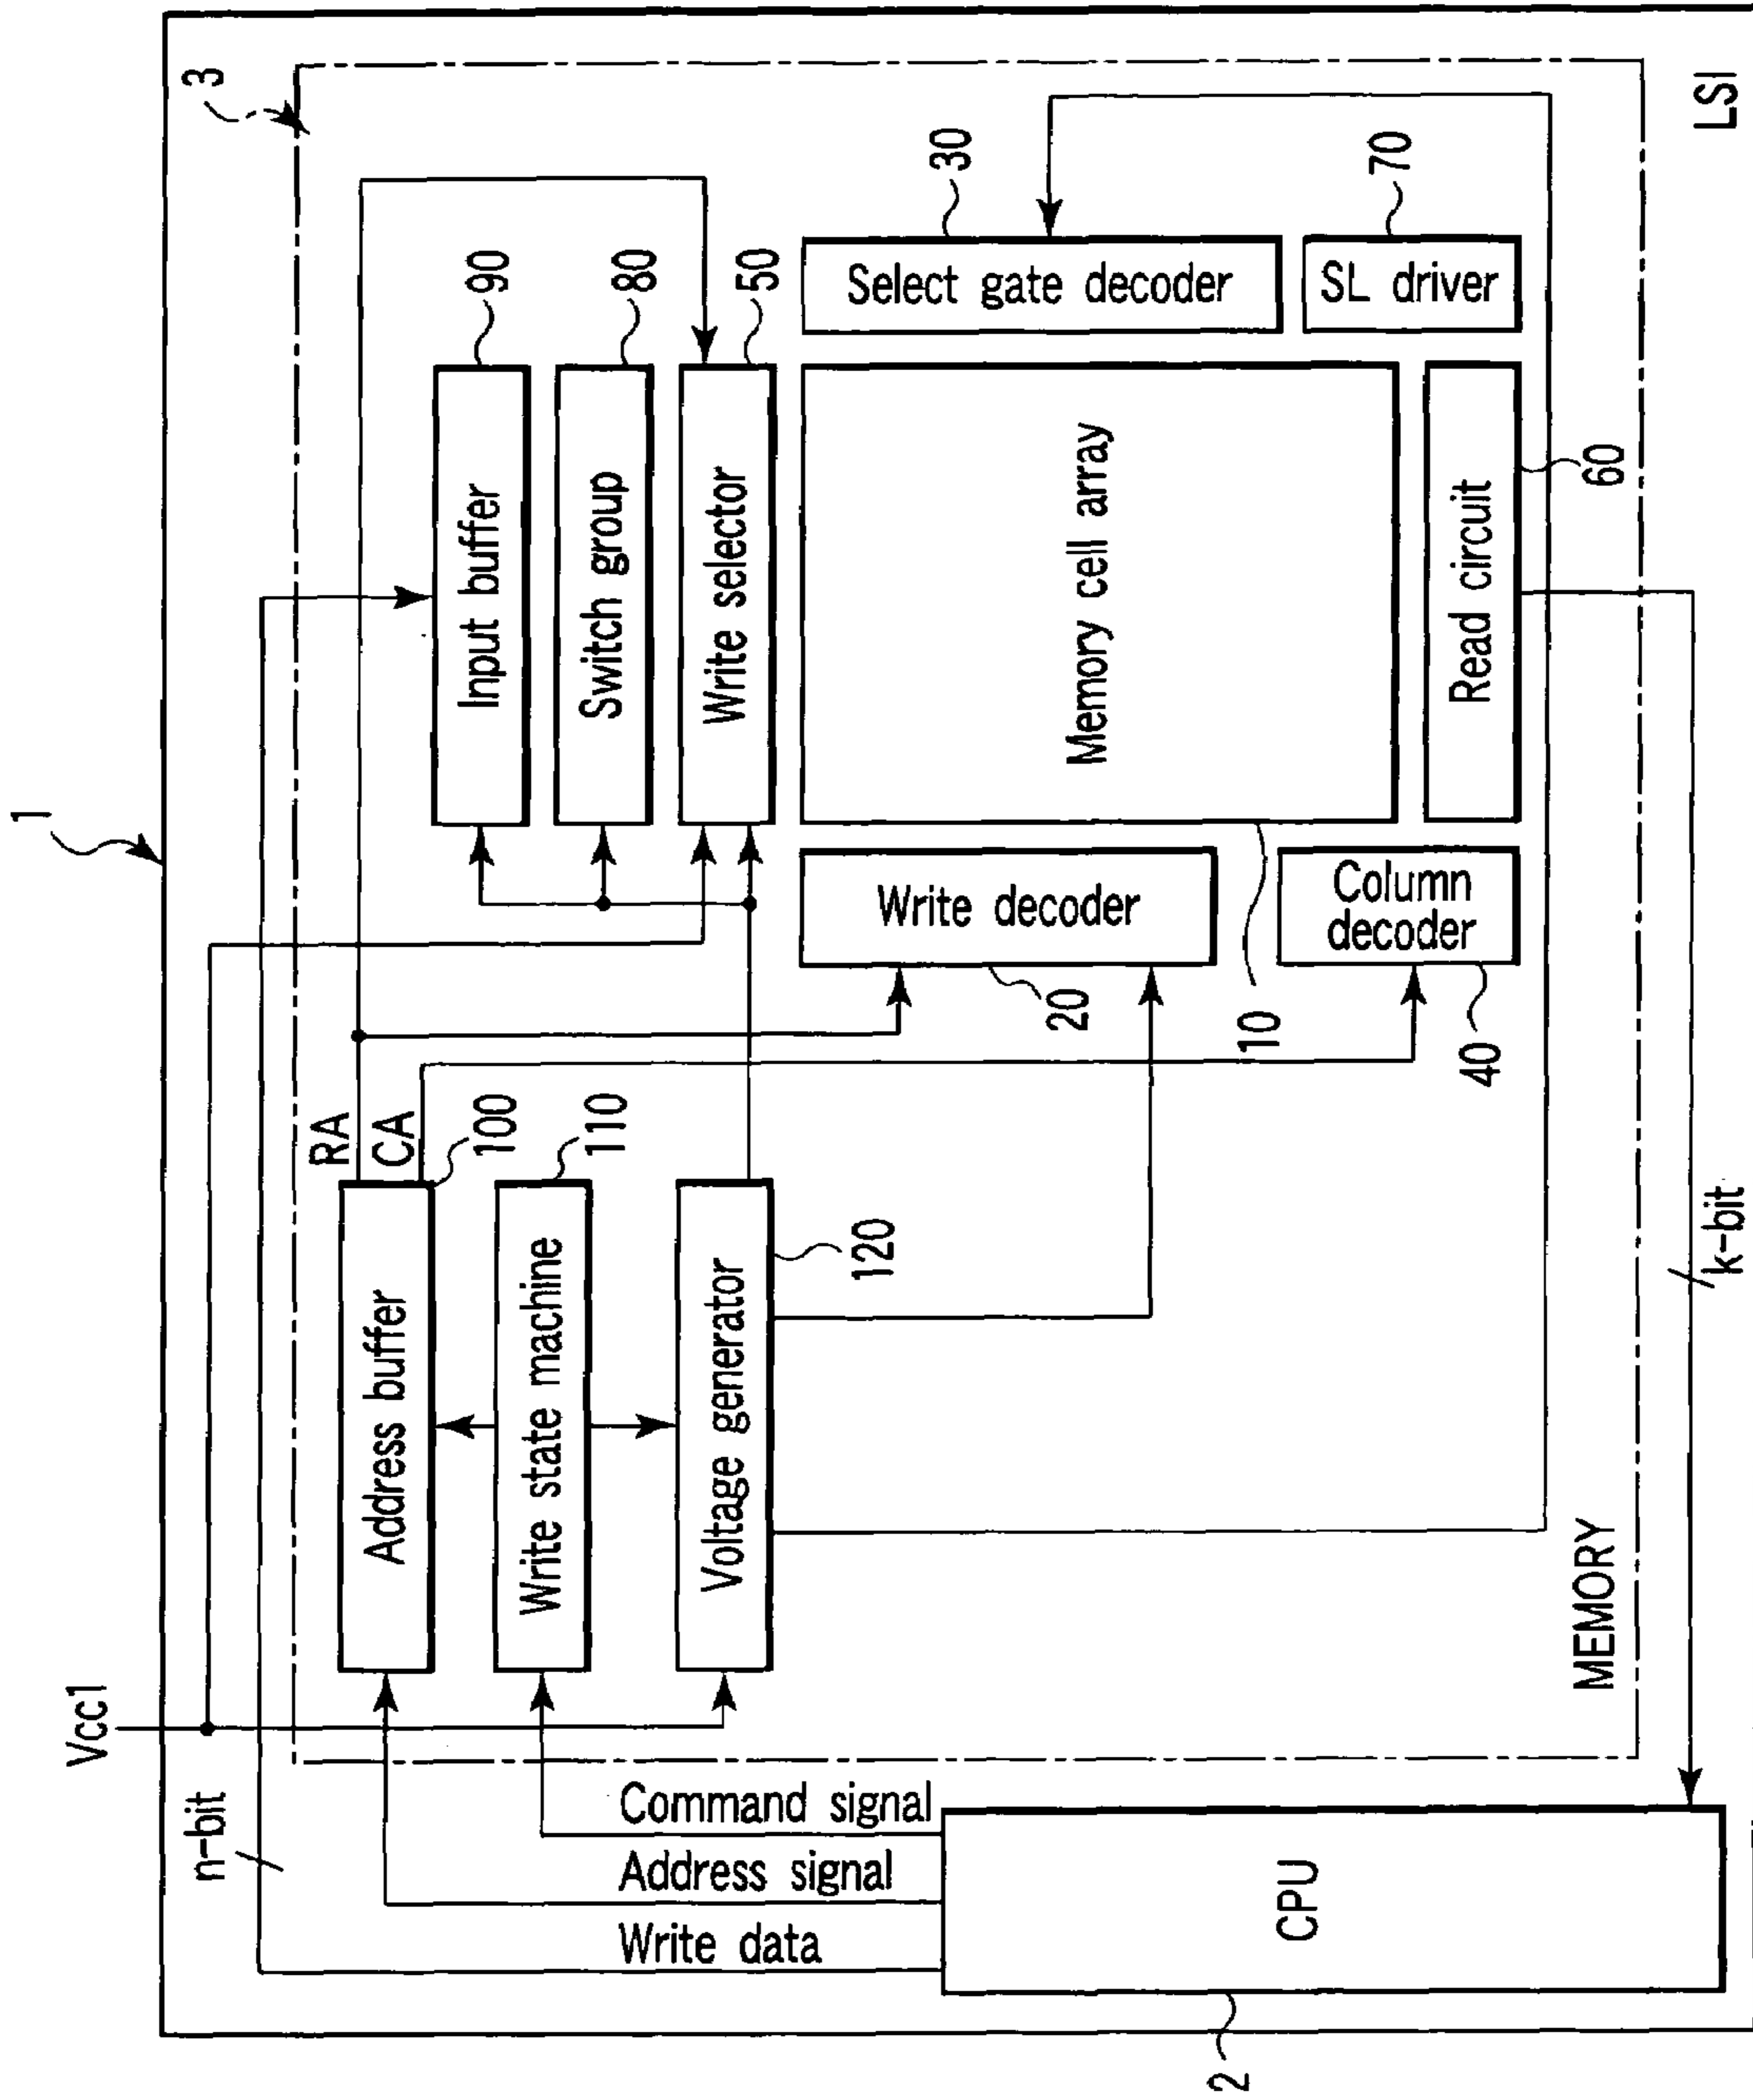 1
Vcc1
n-bit
3
RA
CA
Address buffer
100
Write state machine
110
Voltage generator
120
Input buffer
90
Switch group
80
Write selector
50
Write decoder
20
Memory cell array
10
Select gate decoder
30
Column
decoder
40
Read circuit
60
SL driver
70
Command signal
Address signal
Write data
CPU
2
MEMORY
k-bit
LSI